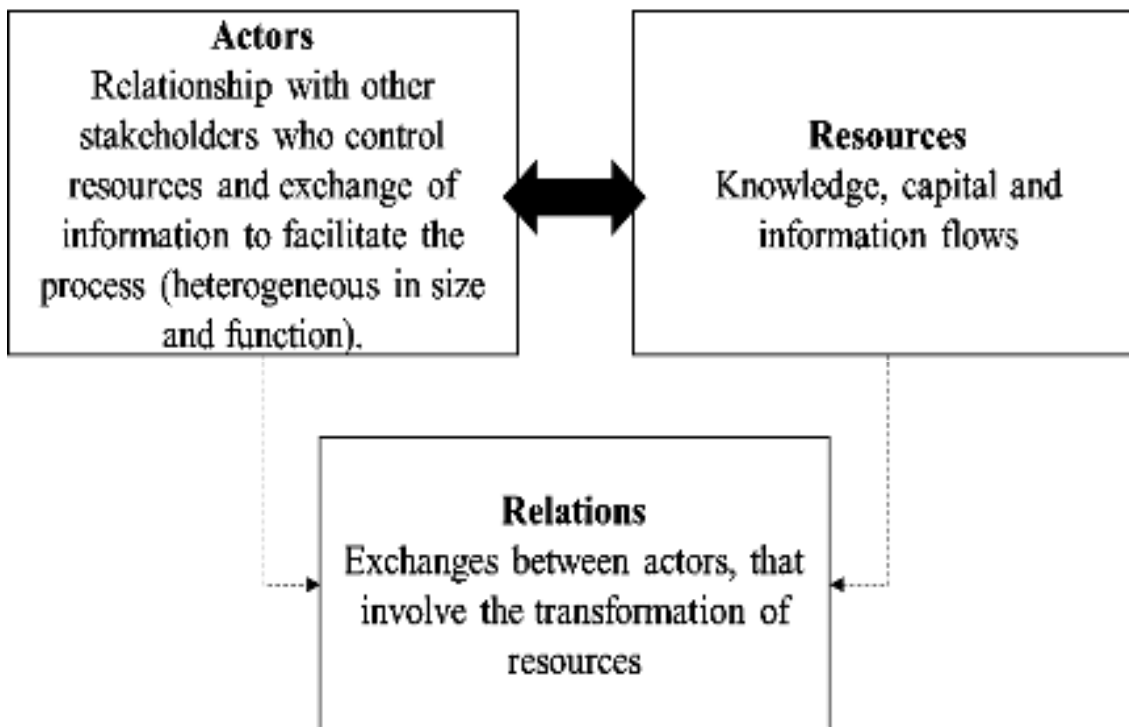 Actors
Relationship with other
stakeholders who control
resources and exchange of
information to facilitate the
process (heterogeneous in size
and function).
Resources
Knowledge, capital and
information flows
Relations
Exchanges between actors, that
involve the transformation of
resources